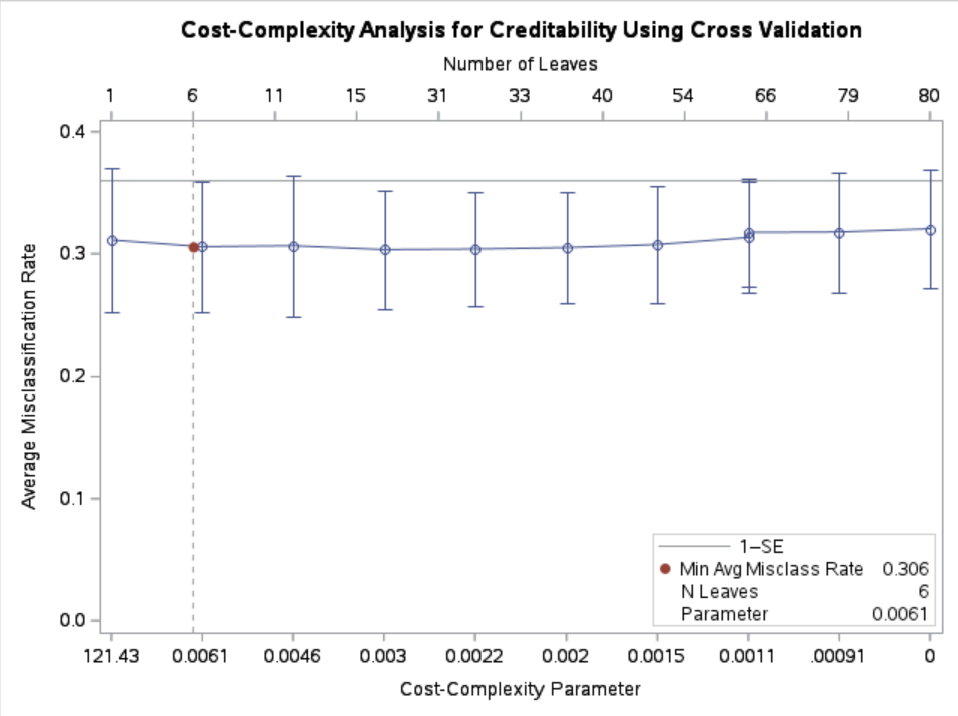 Cost-Complexity Analysis for Creditability Using Cross Validation
Number of Leaves
1 6 11 15 31 33 40 54 66 79 80
0.4
0.3
0.2
0.1
0.0
Average Misclassification Rate
1-SE
Min Avg Misclass Rate 0.306
N Leaves 6
Parameter 0.0061
121.43 0.0061 0.0046 0.003 0.0022 0.002 0.0015 0.0011 .00091 0
Cost-Complexity Parameter